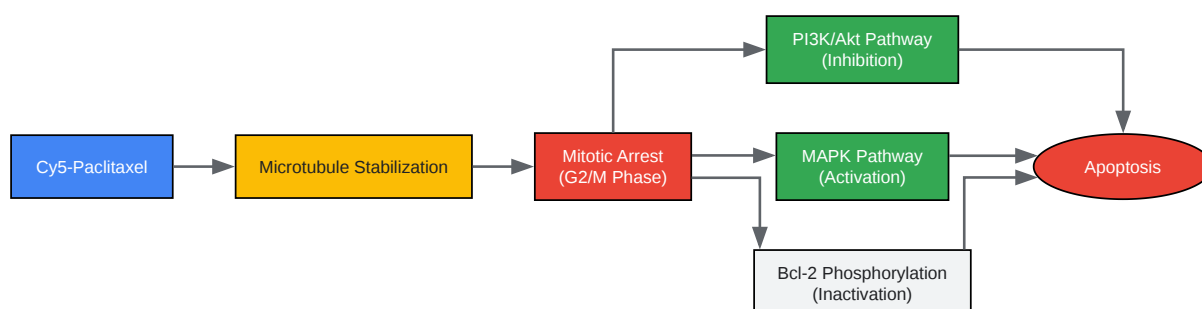 Cy5-Paclitaxel
Microtubule Stabilization
Mitotic Arrest
(G2/M Phase)
PI3K/Akt Pathway
(Inhibition)
MAPK Pathway
(Activation)
Bcl-2 Phosphorylation
(Inactivation)
Apoptosis